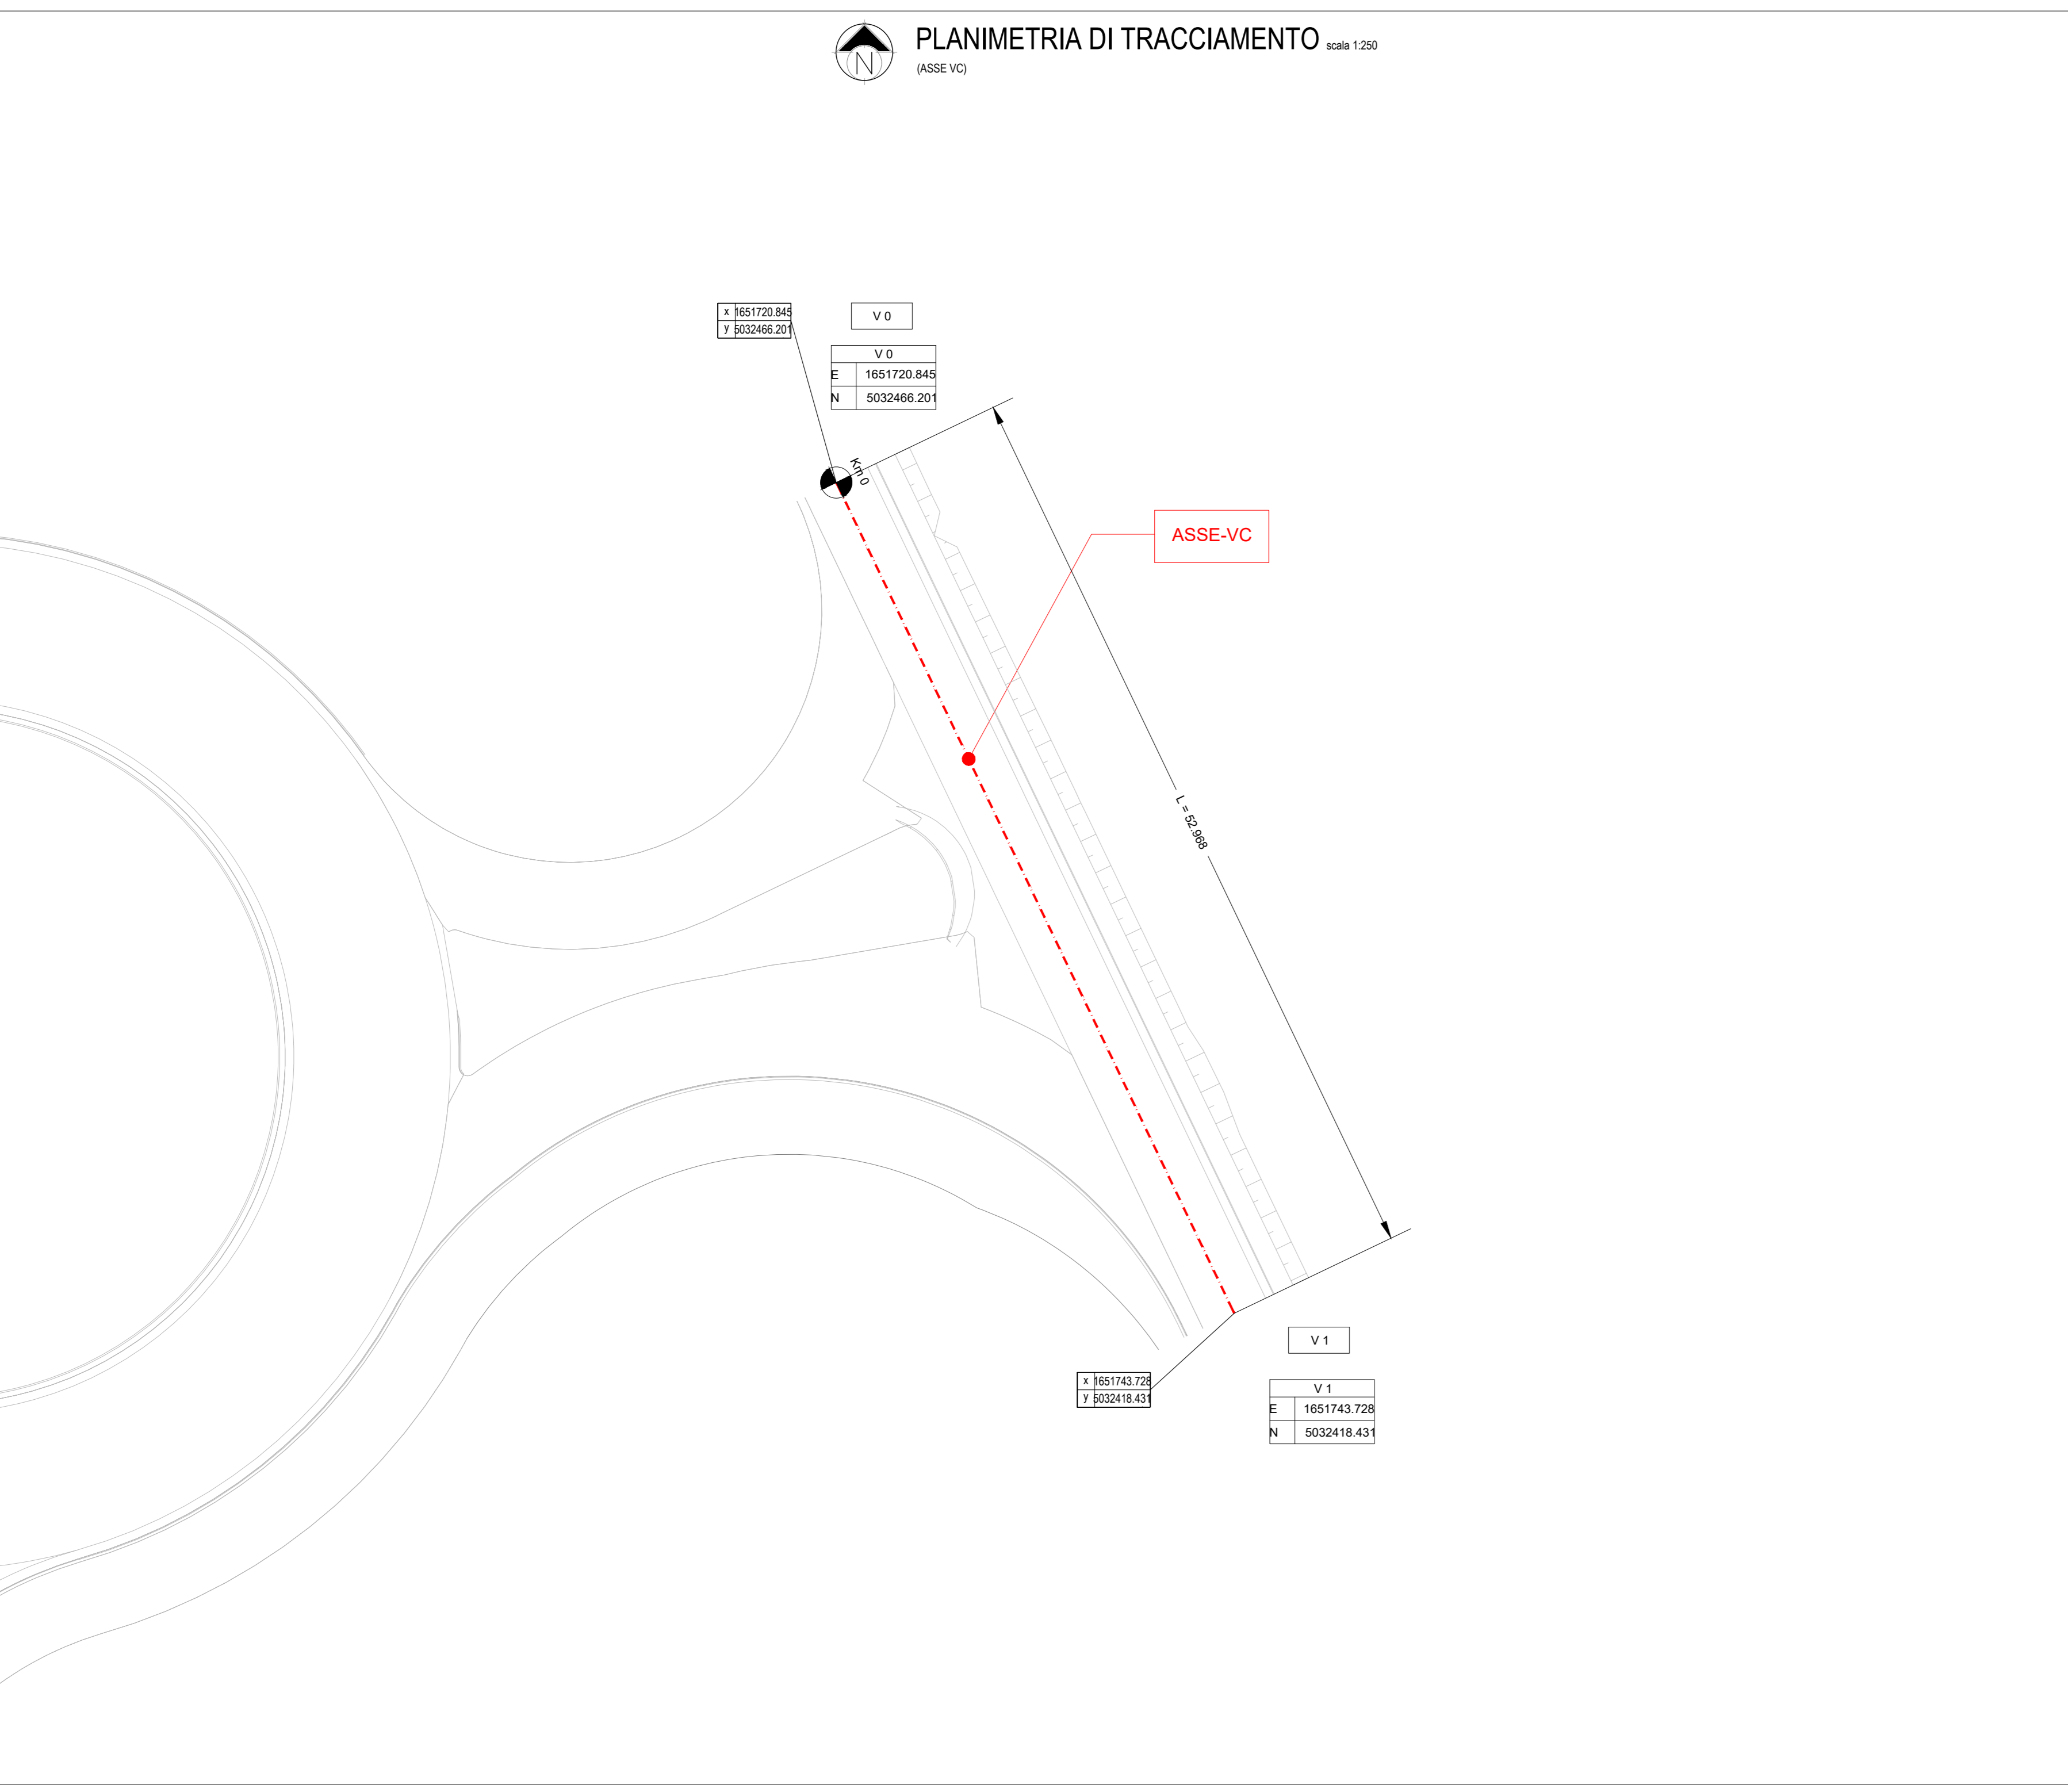 N
PLANIMETRIA DI TRACCIAMENTO scala 1:250
(ASSE VC)
x 1651720.845
y 5032466.201
V 0
V 0
E 1651720.845
N 5032466.201
Km 0
ASSE-VC
L = 52.968
V 1
x 1651743.728
y 5032418.431
V 1
E 1651743.728
N 5032418.431